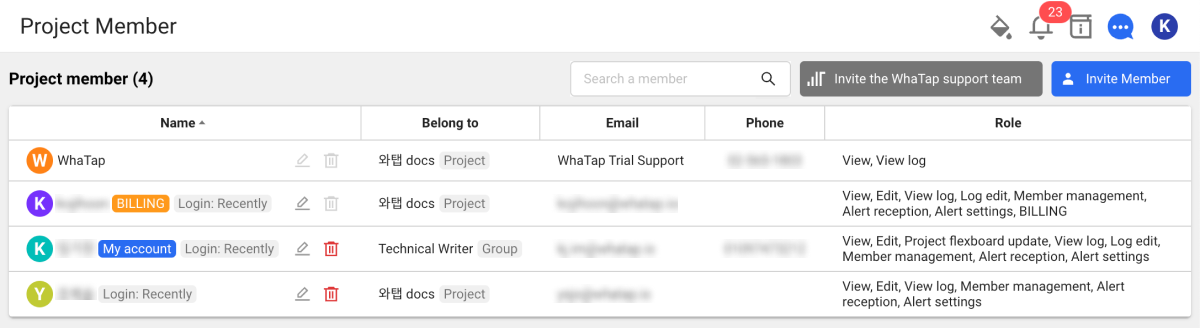 Project Member
23
K
Project member (4)
Search a member
Invite the WhaTap support team
Invite Member
Name Belong to Email Phone Role
W WhaTap 와탭 docs Project WhaTap Trial Support View, View log
K BILLING Login: Recently 와탭 docs Project View, Edit, View log, Log edit, Member management,
Alert reception, Alert settings, BILLING
K My account Login: Recently Technical Writer Group View, Edit, Project flexboard update, View log, Log edit,
Member management, Alert reception, Alert settings
Y Login: Recently 와탭 docs Project View, Edit, View log, Member management, Alert
reception, Alert settings